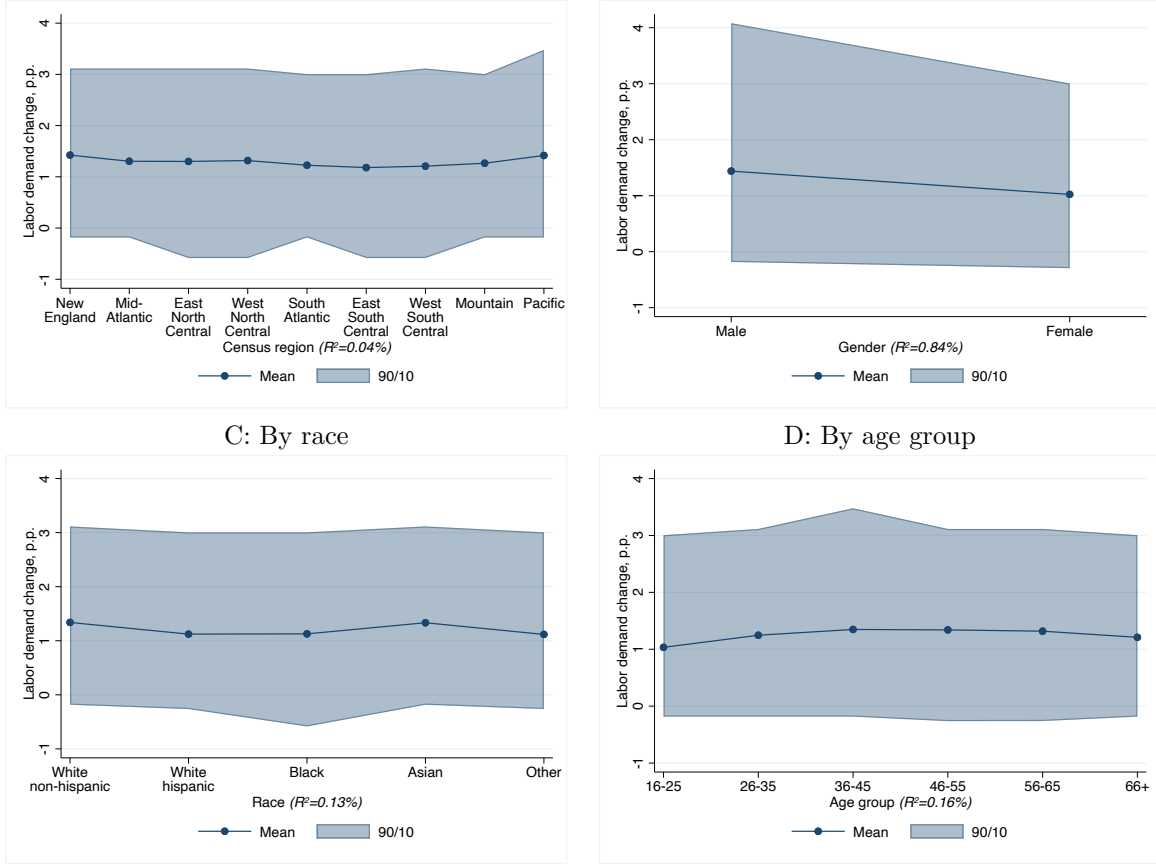 Labor demand change, p.p.
4
3
2
1
0
-1
New England
Mid-Atlantic
East North Central
West North Central
South Atlantic
East South Central
West South Central
Mountain
Pacific
Census region (R²=0.04%)
Mean
90/10
Labor demand change, p.p.
4
3
2
1
0
-1
Male
Female
Gender (R²=0.84%)
Mean
90/10
C: By race
Labor demand change, p.p.
4
3
2
1
0
-1
White non-hispanic
White hispanic
Black
Asian
Other
Race (R²=0.13%)
Mean
90/10
D: By age group
Labor demand change, p.p.
4
3
2
1
0
-1
16-25
26-35
36-45
46-55
56-65
66+
Age group (R²=0.16%)
Mean
90/10